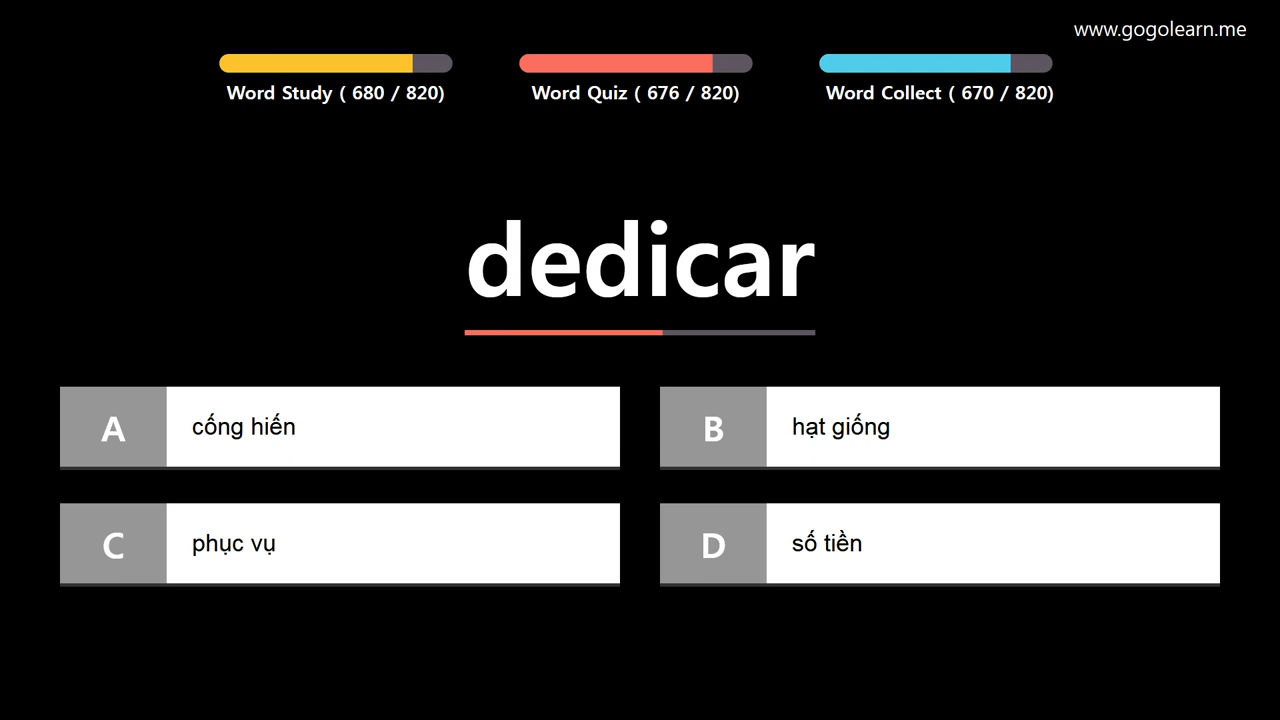 www.gogolearn.me
Word Study ( 680 / 820)
Word Quiz ( 676 / 820)
Word Collect ( 670 / 820)
dedicar
A cống hiến
B hạt giống
C phục vụ
D số tiền